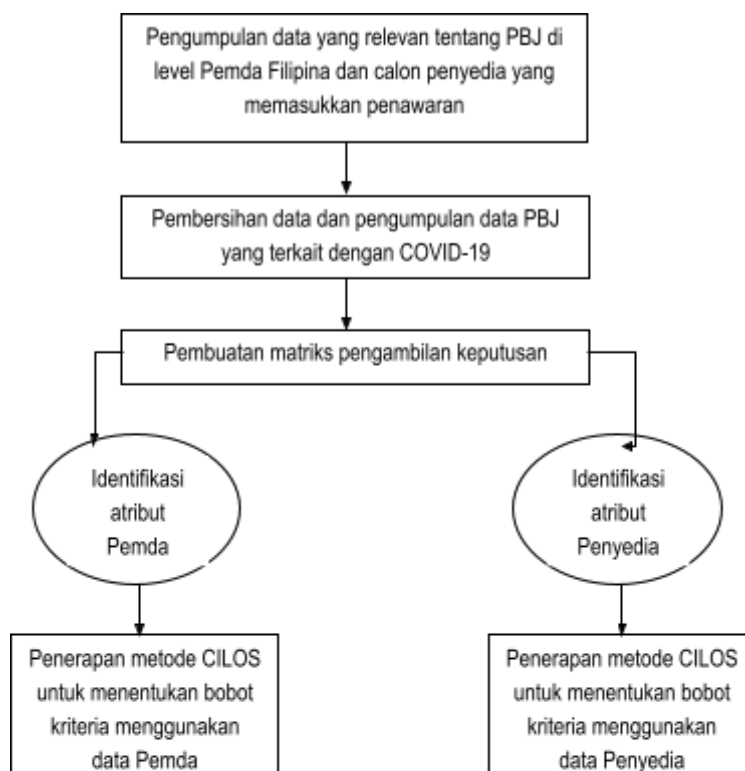 Pengumpulan data yang relevan tentang PBJ di
level Pemda Filipina dan calon penyedia yang
memasukkan penawaran
Pembersihan data dan pengumpulan data PBJ
yang terkait dengan COVID-19
Pembuatan matriks pengambilan keputusan
Identifikasi
atribut
Pemda
Identifikasi
atribut
Penyedia
Penerapan metode CILOS
untuk menentukan bobot
kriteria menggunakan
data Pemda
Penerapan metode CILOS
untuk menentukan bobot
kriteria menggunakan
data Penyedia